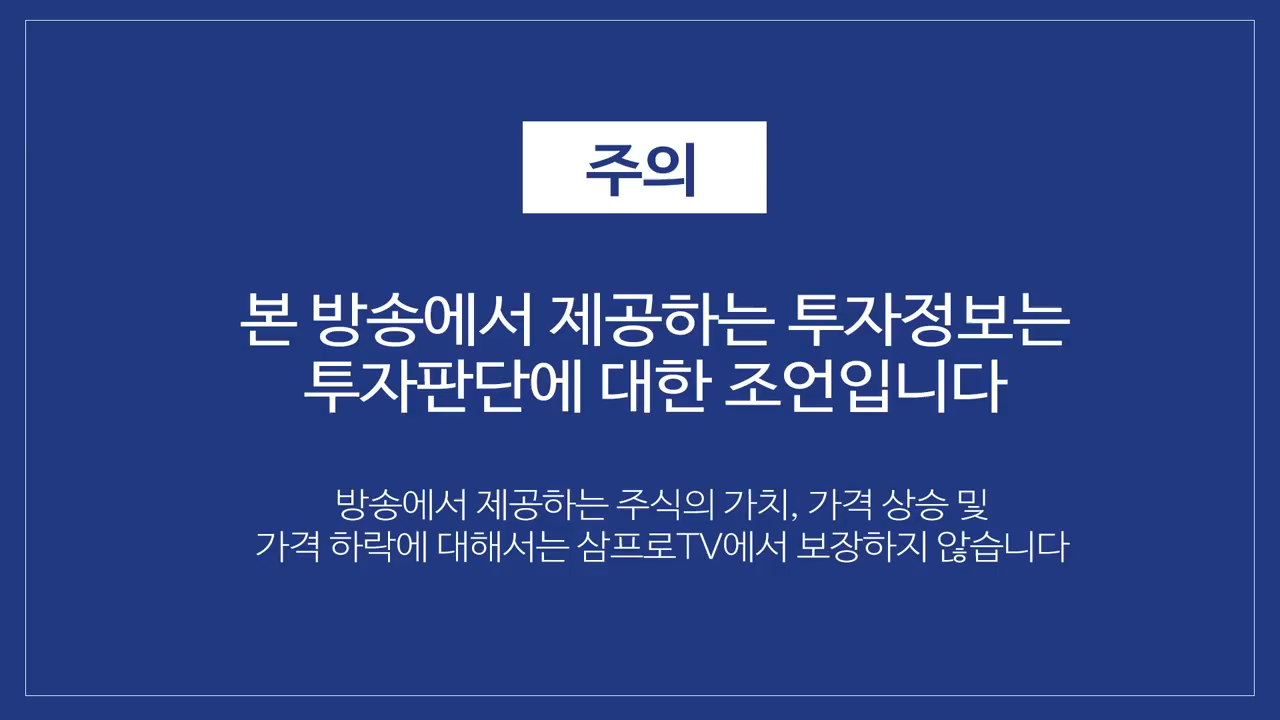 주의
본 방송에서 제공하는 투자정보는
투자판단에 대한 조언입니다
방송에서 제공하는 주식의 가치, 가격 상승 및
가격 하락에 대해서는 삼프로TV에서 보장하지 않습니다